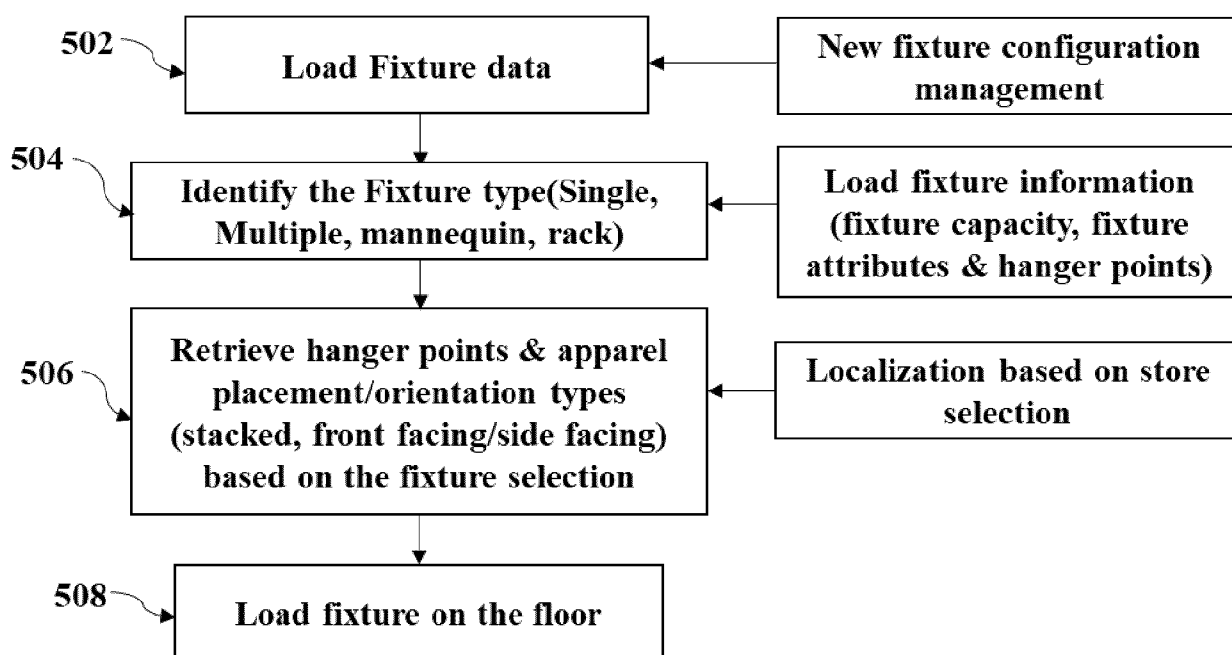 502
Load Fixture data
New fixture configuration
management
504
Identify the Fixture type(Single,
Multiple, mannequin, rack)
Load fixture information
(fixture capacity, fixture
attributes & hanger points)
506
Retrieve hanger points & apparel
placement/orientation types
(stacked, front facing/side facing)
based on the fixture selection
Localization based on store
selection
508
Load fixture on the floor